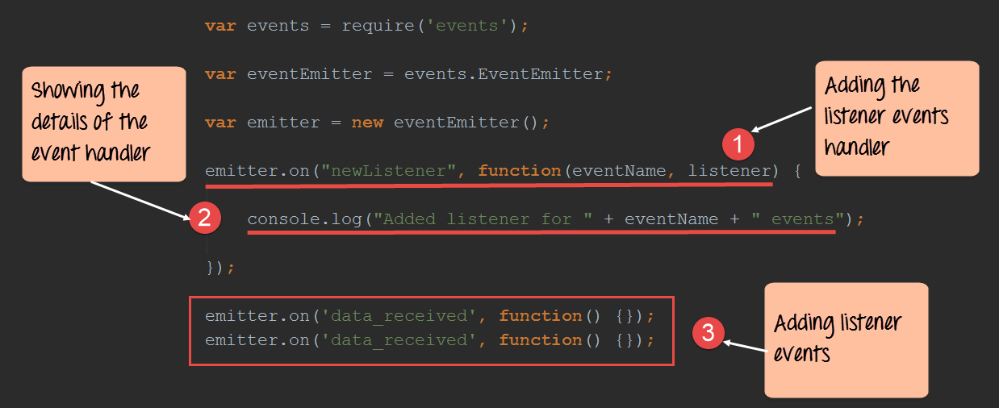 var events = require('events');
var eventEmitter = events.EventEmitter;
var emitter = new eventEmitter();
emitter.on("newListener", function(eventName, listener) {
console.log("Added listener for " + eventName + " events");
});
emitter.on('data_received', function() {});
emitter.on('data_received', function() {});
Showing the
details of the
event handler
2
Adding the
listener events
handler
1
3
Adding listener
events